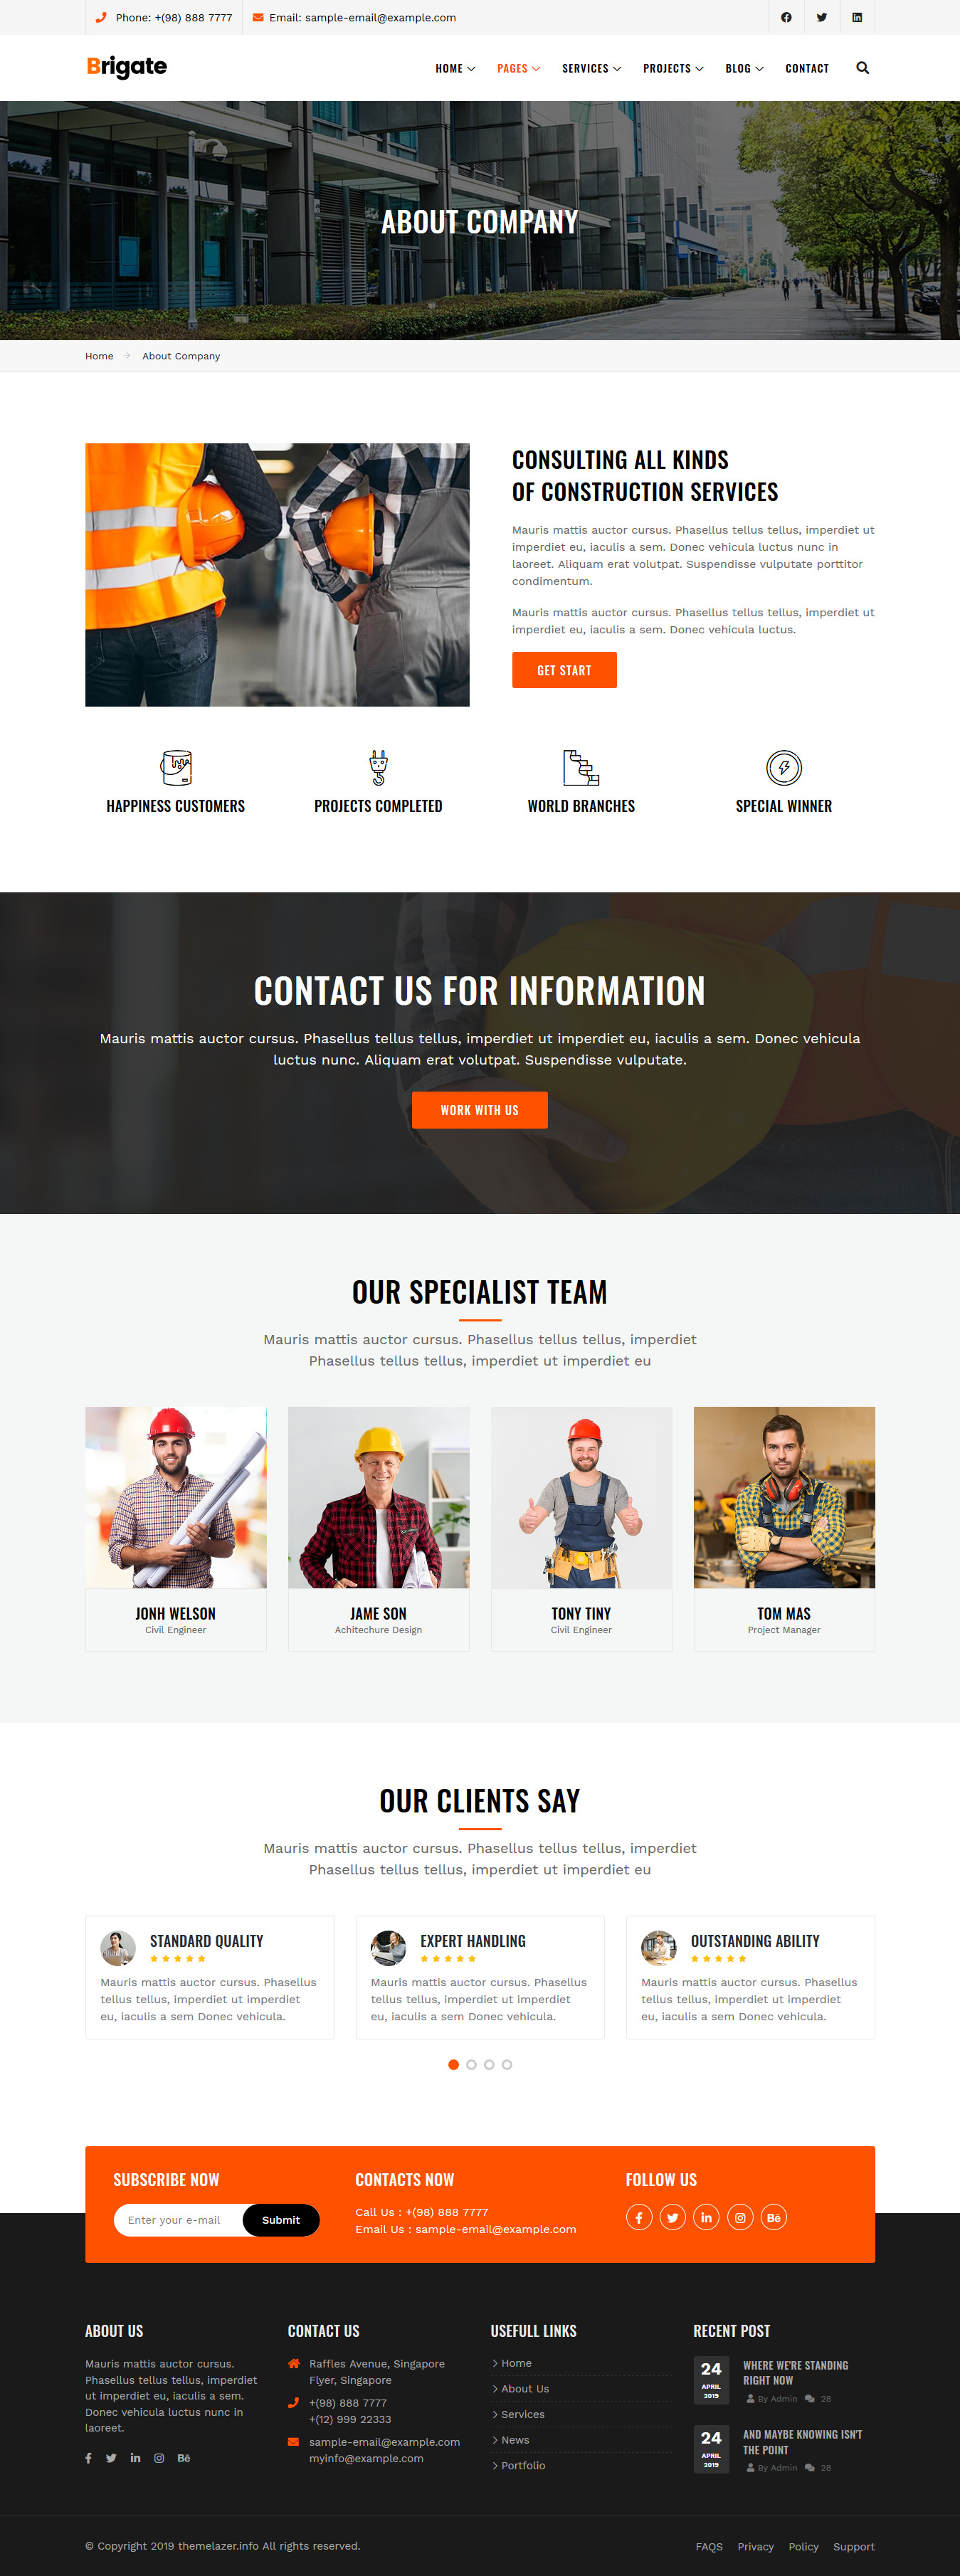 Phone: +(98) 888 7777
Email: sample-email@example.com
Brigate
HOME
PAGES
SERVICES
PROJECTS
BLOG
CONTACT
ABOUT COMPANY
Home
About Company
CONSULTING ALL KINDS
OF CONSTRUCTION SERVICES
Mauris mattis auctor cursus. Phasellus tellus tellus, imperdiet ut
imperdiet eu, iaculis a sem. Donec vehicula luctus nunc in
laoreet. Aliquam erat volutpat. Suspendisse vulputate porttitor
condimentum.
Mauris mattis auctor cursus. Phasellus tellus tellus, imperdiet ut
imperdiet eu, iaculis a sem. Donec vehicula luctus.
GET START
HAPPINESS CUSTOMERS
PROJECTS COMPLETED
WORLD BRANCHES
SPECIAL WINNER
CONTACT US FOR INFORMATION
Mauris mattis auctor cursus. Phasellus tellus tellus, imperdiet ut imperdiet eu, iaculis a sem. Donec vehicula
luctus nunc. Aliquam erat volutpat. Suspendisse vulputate.
WORK WITH US
OUR SPECIALIST TEAM
Mauris mattis auctor cursus. Phasellus tellus tellus, imperdiet
Phasellus tellus tellus, imperdiet ut imperdiet eu
JONH WELSON
Civil Engineer
JAME SON
Achitechure Design
TONY TINY
Civil Engineer
TOM MAS
Project Manager
OUR CLIENTS SAY
Mauris mattis auctor cursus. Phasellus tellus tellus, imperdiet
Phasellus tellus tellus, imperdiet ut imperdiet eu
STANDARD QUALITY
Mauris mattis auctor cursus. Phasellus
tellus tellus, imperdiet ut imperdiet
eu, iaculis a sem Donec vehicula.
EXPERT HANDLING
Mauris mattis auctor cursus. Phasellus
tellus tellus, imperdiet ut imperdiet
eu, iaculis a sem Donec vehicula.
OUTSTANDING ABILITY
Mauris mattis auctor cursus. Phasellus
tellus tellus, imperdiet ut imperdiet
eu, iaculis a sem Donec vehicula.
SUBSCRIBE NOW
Enter your e-mail
Submit
CONTACTS NOW
Call Us : +(98) 888 7777
Email Us : sample-email@example.com
FOLLOW US
Bē
ABOUT US
Mauris mattis auctor cursus.
Phasellus tellus tellus, imperdiet
ut imperdiet eu, iaculis a sem.
Donec vehicula luctus nunc in
laoreet.
Bē
CONTACT US
Raffles Avenue, Singapore
Flyer, Singapore
+(98) 888 7777
+(12) 999 22333
sample-email@example.com
myinfo@example.com
USEFULL LINKS
Home
About Us
Services
News
Portfolio
RECENT POST
24
APRIL
2019
WHERE WE'RE STANDING
RIGHT NOW
By Admin
28
24
APRIL
2019
AND MAYBE KNOWING ISN'T
THE POINT
By Admin
28
© Copyright 2019 themelazer.info All rights reserved.
FAQS
Privacy
Policy
Support